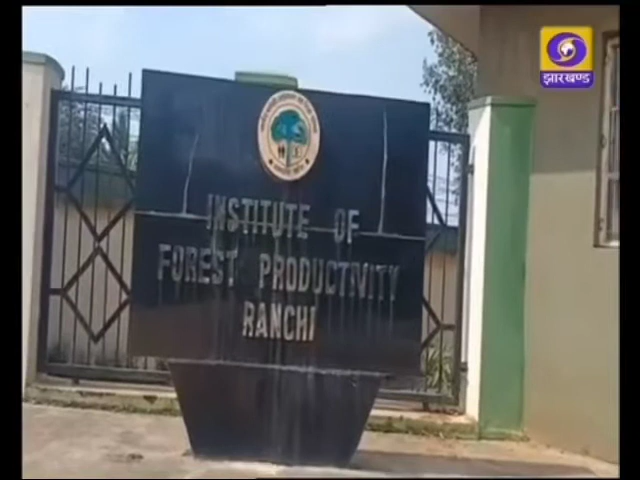 झारखण्ड
INSTITUTE OF
FOREST PRODUCTIVITY
RANCHI